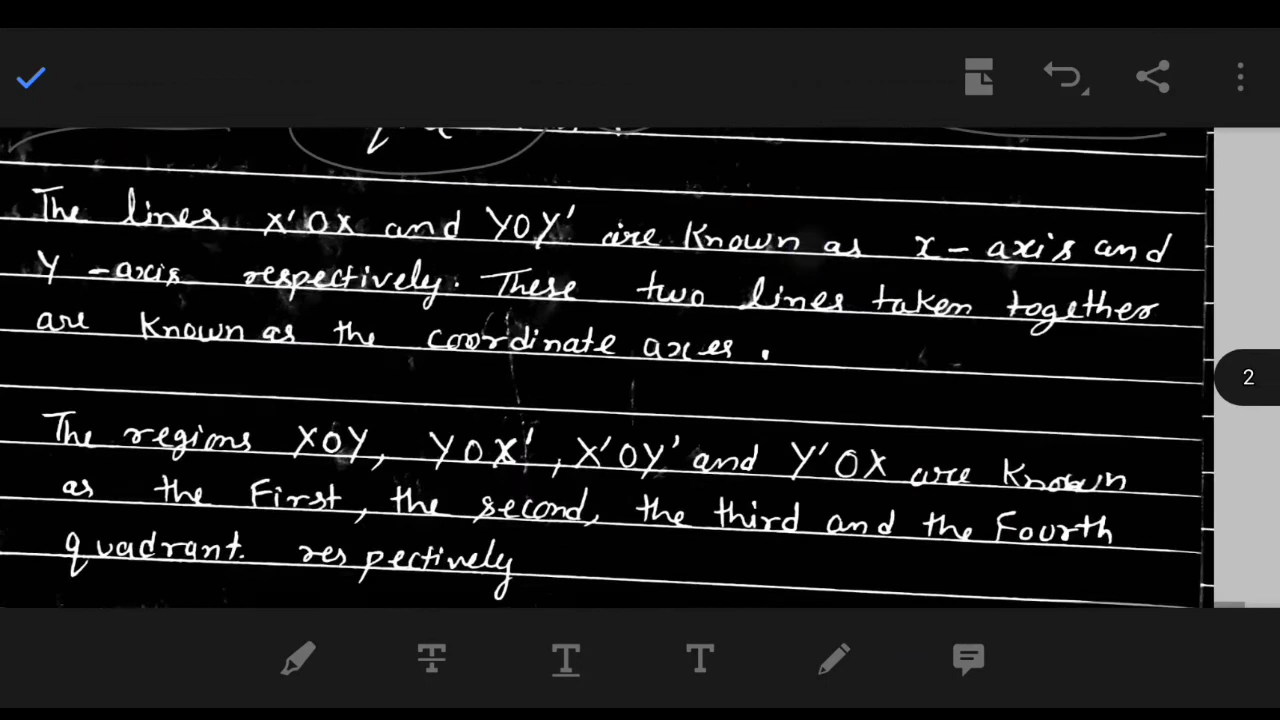 The lines X'OX and YOY' are known as x-axis and
Y-axis respectively. These two lines taken together
are known as the coordinate axes.
The regions XOY, YOX', X'OY' and Y'OX are known
as the First, the second, the third and the Fourth
quadrant. respectively
2